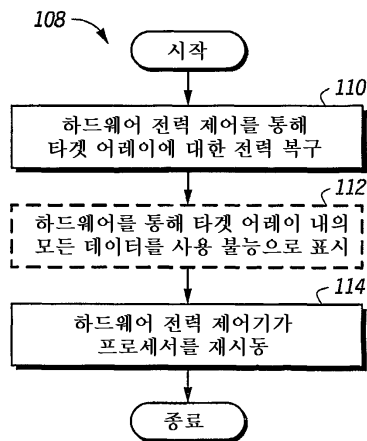 108
시작
110
하드웨어 전력 제어를 통해
타겟 어레이에 대한 전력 복구
112
하드웨어를 통해 타겟 어레이 내의
모든 데이터를 사용 불능으로 표시
114
하드웨어 전력 제어기가
프로세서를 재시동
종료